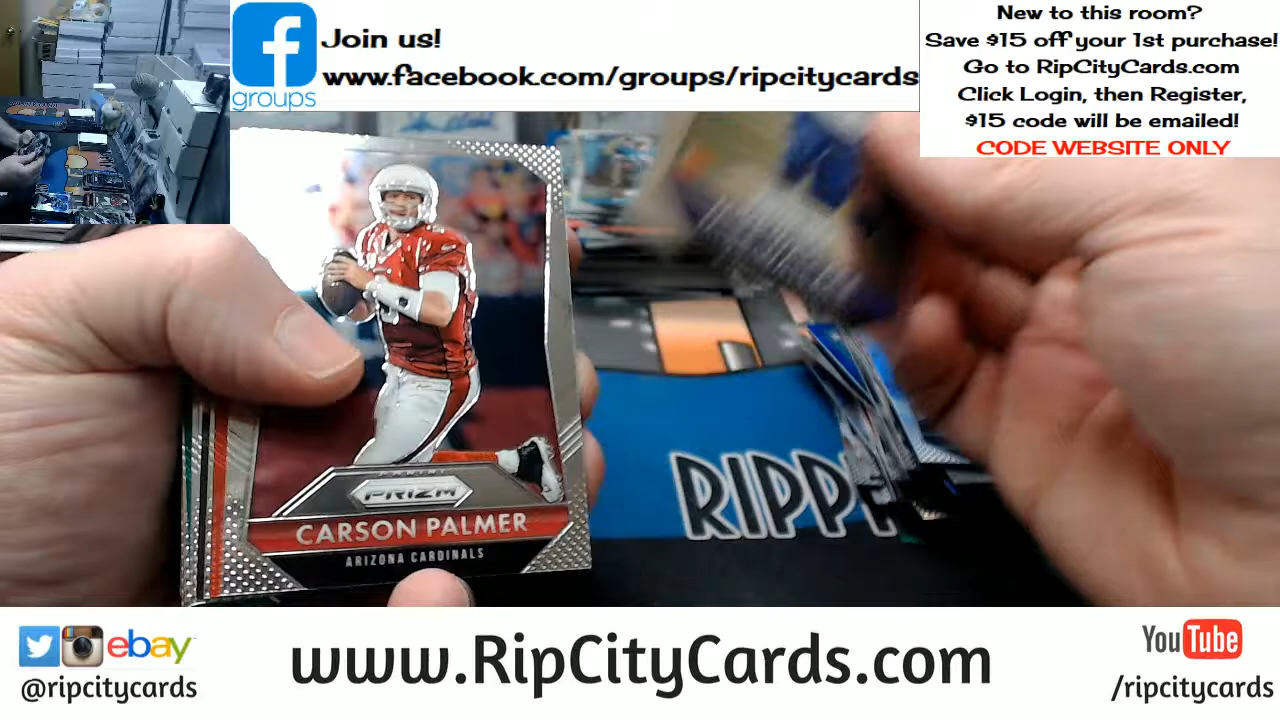 groups
Join us!
www.facebook.com/groups/ripcitycards
New to this room?
Save $15 off your 1st purchase!
Go to RipCityCards.com
Click Login, then Register,
$15 code will be emailed!
CODE WEBSITE ONLY
PANINI
PRIZM
CARSON PALMER
ARIZONA CARDINALS
RIPP
ebay
@ripcitycards
www.RipCityCards.com
YouTube
/ripcitycards